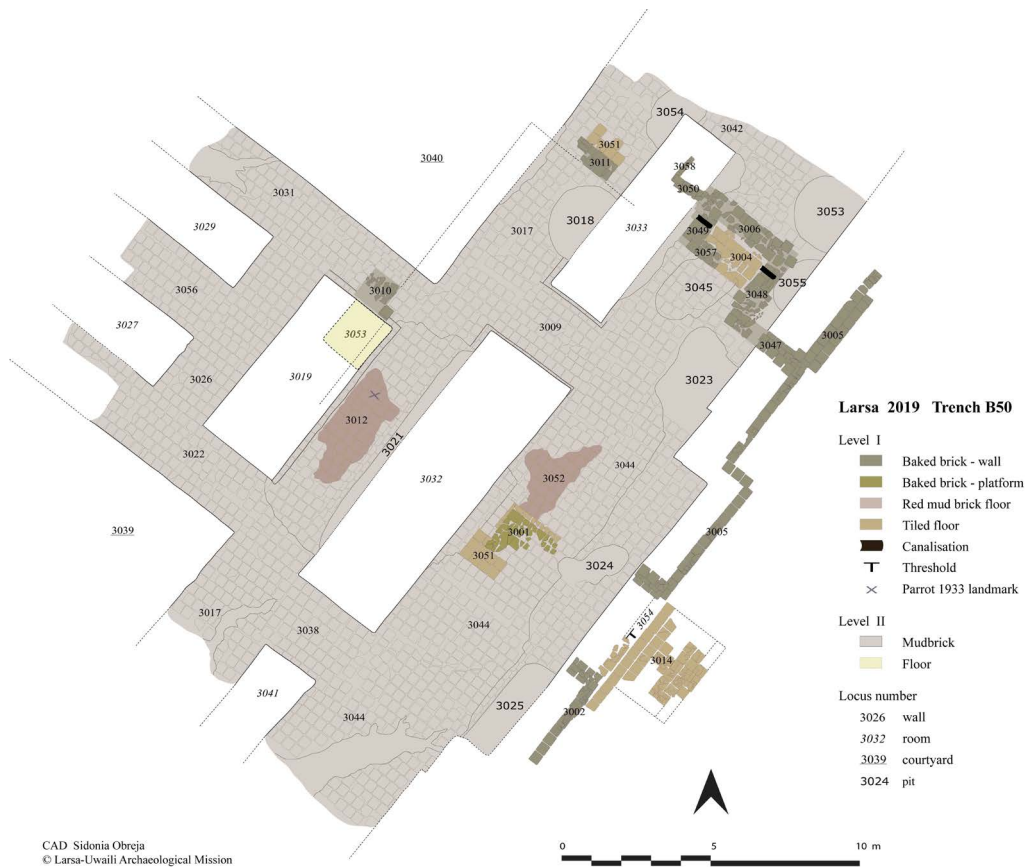 3054
3042
3040
3051
3011
3058
3050
3031
3018
3053
3029
3017
3033
3049
3006
3057
3004
3056
3010
3045
3048
3055
3027
3053
3009
3047
3005
3019
3026
3023
3012
3021
3022
3032
3052
3044
3039
3001
3005
3051
3024
3017
3038
3044
3054
T
3014
3041
3025
3002
3044
Larsa 2019 Trench B50
Level I
Baked brick - wall
Baked brick - platform
Red mud brick floor
Tiled floor
Canalisation
T Threshold
Parrot 1933 landmark
Level II
Mudbrick
Floor
Locus number
3026 wall
3032 room
3039 courtyard
3024 pit
CAD Sidonia Obreja
© Larsa-Uwaili Archaeological Mission
0 5 10 m